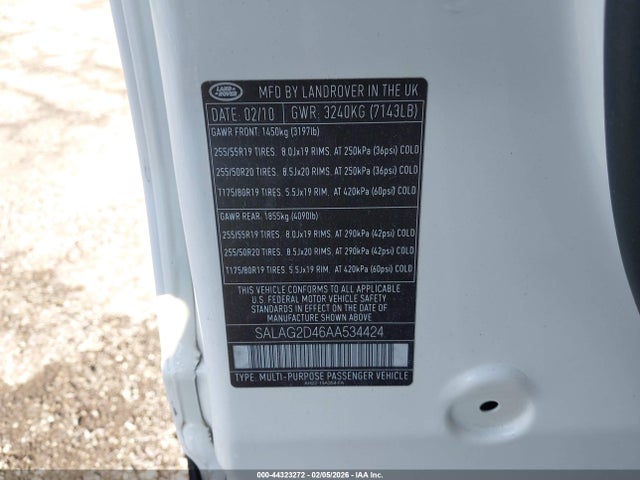 LAND ROVER
MFD BY LANDROVER IN THE UK
DATE: 02/10 GWR: 3240KG (7143LB)
GAWR FRONT: 1450kg (3197lb)
255/55R19 TIRES. 8.0Jx19 RIMS. AT 250kPa (36psi) COLD
255/50R20 TIRES. 8.5Jx20 RIMS. AT 250kPa (36psi) COLD
T175/80R19 TIRES. 5.5Jx19 RIM. AT 420kPa (60psi) COLD
GAWR REAR: 1855kg (4090lb)
255/55R19 TIRES. 8.0Jx19 RIMS. AT 290kPa (42psi) COLD
255/50R20 TIRES. 8.5Jx20 RIMS. AT 290kPa (42psi) COLD
T175/80R19 TIRES. 5.5Jx19 RIM. AT 420kPa (60psi) COLD
THIS VEHICLE CONFORMS TO ALL APPLICABLE
U.S. FEDERAL MOTOR VEHICLE SAFETY
STANDARDS IN EFFECT ON THE DATE OF
MANUFACTURE SHOWN ABOVE
SALAG2D46AA534424
TYPE: MULTI-PURPOSE PASSENGER VEHICLE
000-44323272 - 02/05/2026 - IAA Inc.